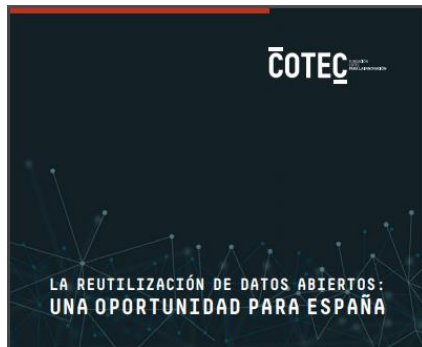 COTEC
LA REUTILIZACIÓN DE DATOS ABIERTOS:
UNA OPORTUNIDAD PARA ESPAÑA